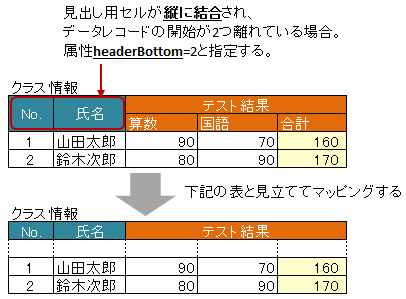 見出し用セルが縦に結合され、
データレコードの開始が2つ離れている場合。
属性headerBottom=2と指定する。
クラス情報
No. 氏名 テスト結果
算数 国語 合計
1 山田太郎 90 70 160
2 鈴木次郎 80 90 170
下記の表と見立ててマッピングする
クラス情報
No. 氏名 テスト結果
1 山田太郎 90 70 160
2 鈴木次郎 80 90 170